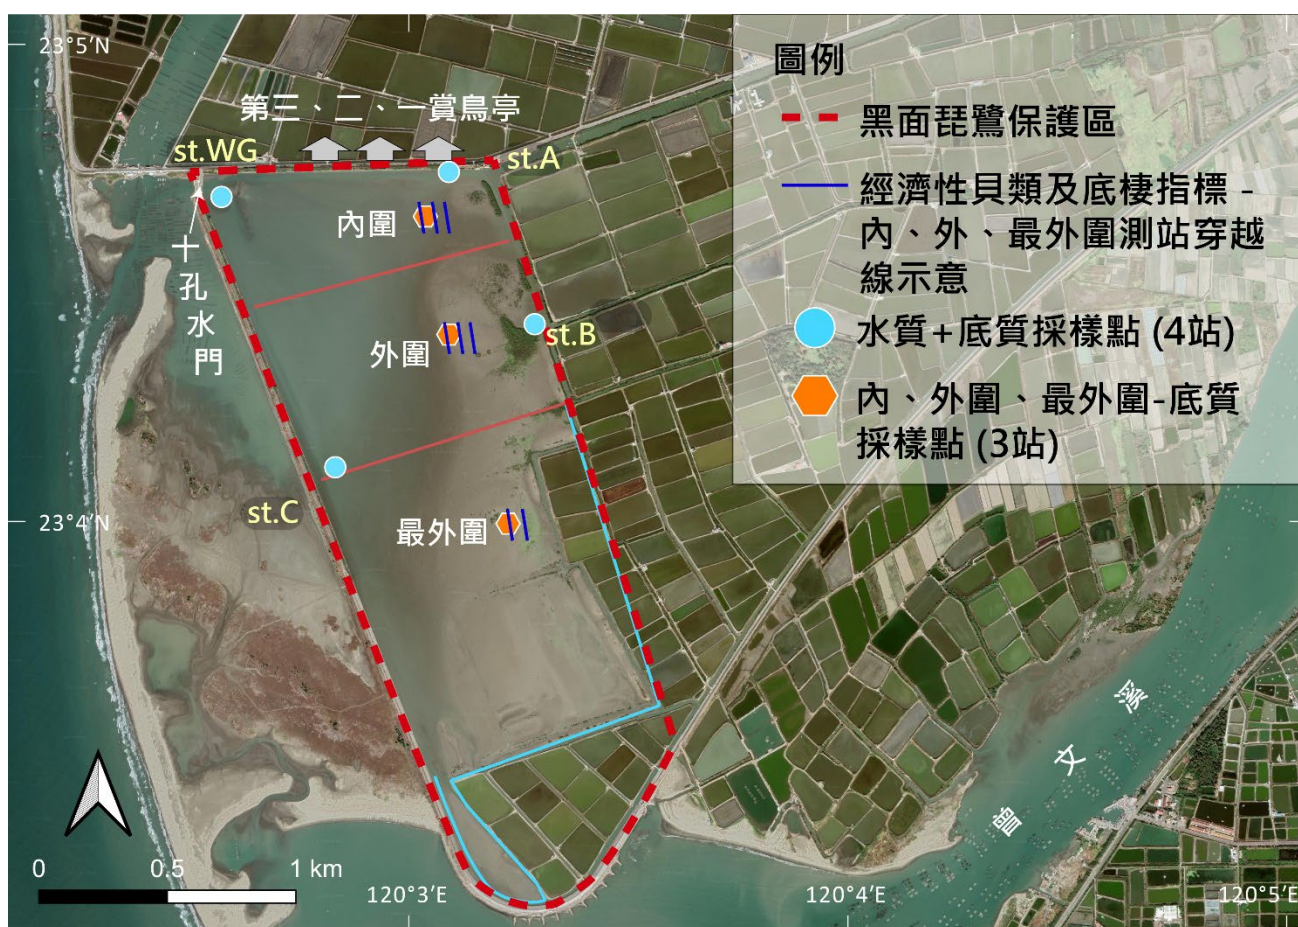 23°5′N
第三、二、一賞鳥亭
st.WG
st.A
內圍
十
孔
水
門
外圍
st.B
st.C
23°4′N
最外圍
圖例
黑面琵鷺保護區
經濟性貝類及底棲指標 -
內、外、最外圍測站穿越
線示意
水質+底質採樣點 (4站)
內、外圍、最外圍-底質
採樣點 (3站)
曾文溪
0 0.5 1 km
120°3′E
120°4′E
120°5′E